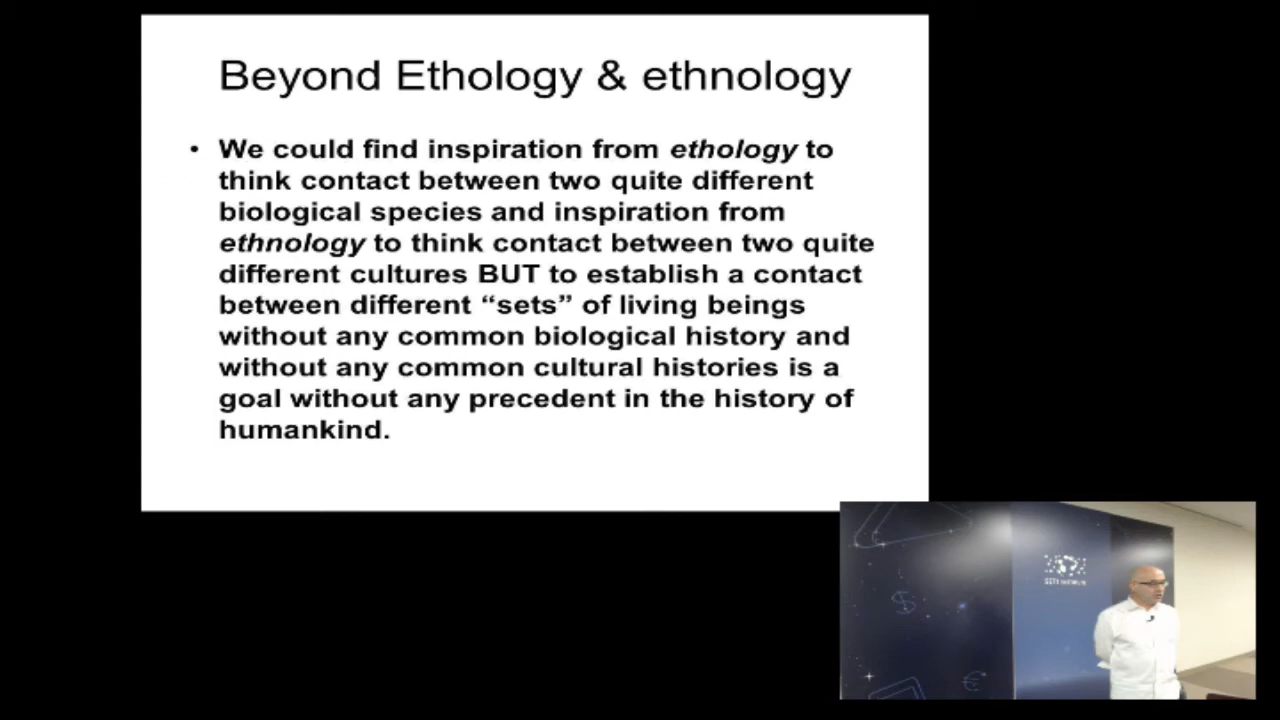 Beyond Ethology & ethnology
• We could find inspiration from ethology to
think contact between two quite different
biological species and inspiration from
ethnology to think contact between two quite
different cultures BUT to establish a contact
between different “sets” of living beings
without any common biological history and
without any common cultural histories is a
goal without any precedent in the history of
humankind.
SETI INSTITUTE
$
€